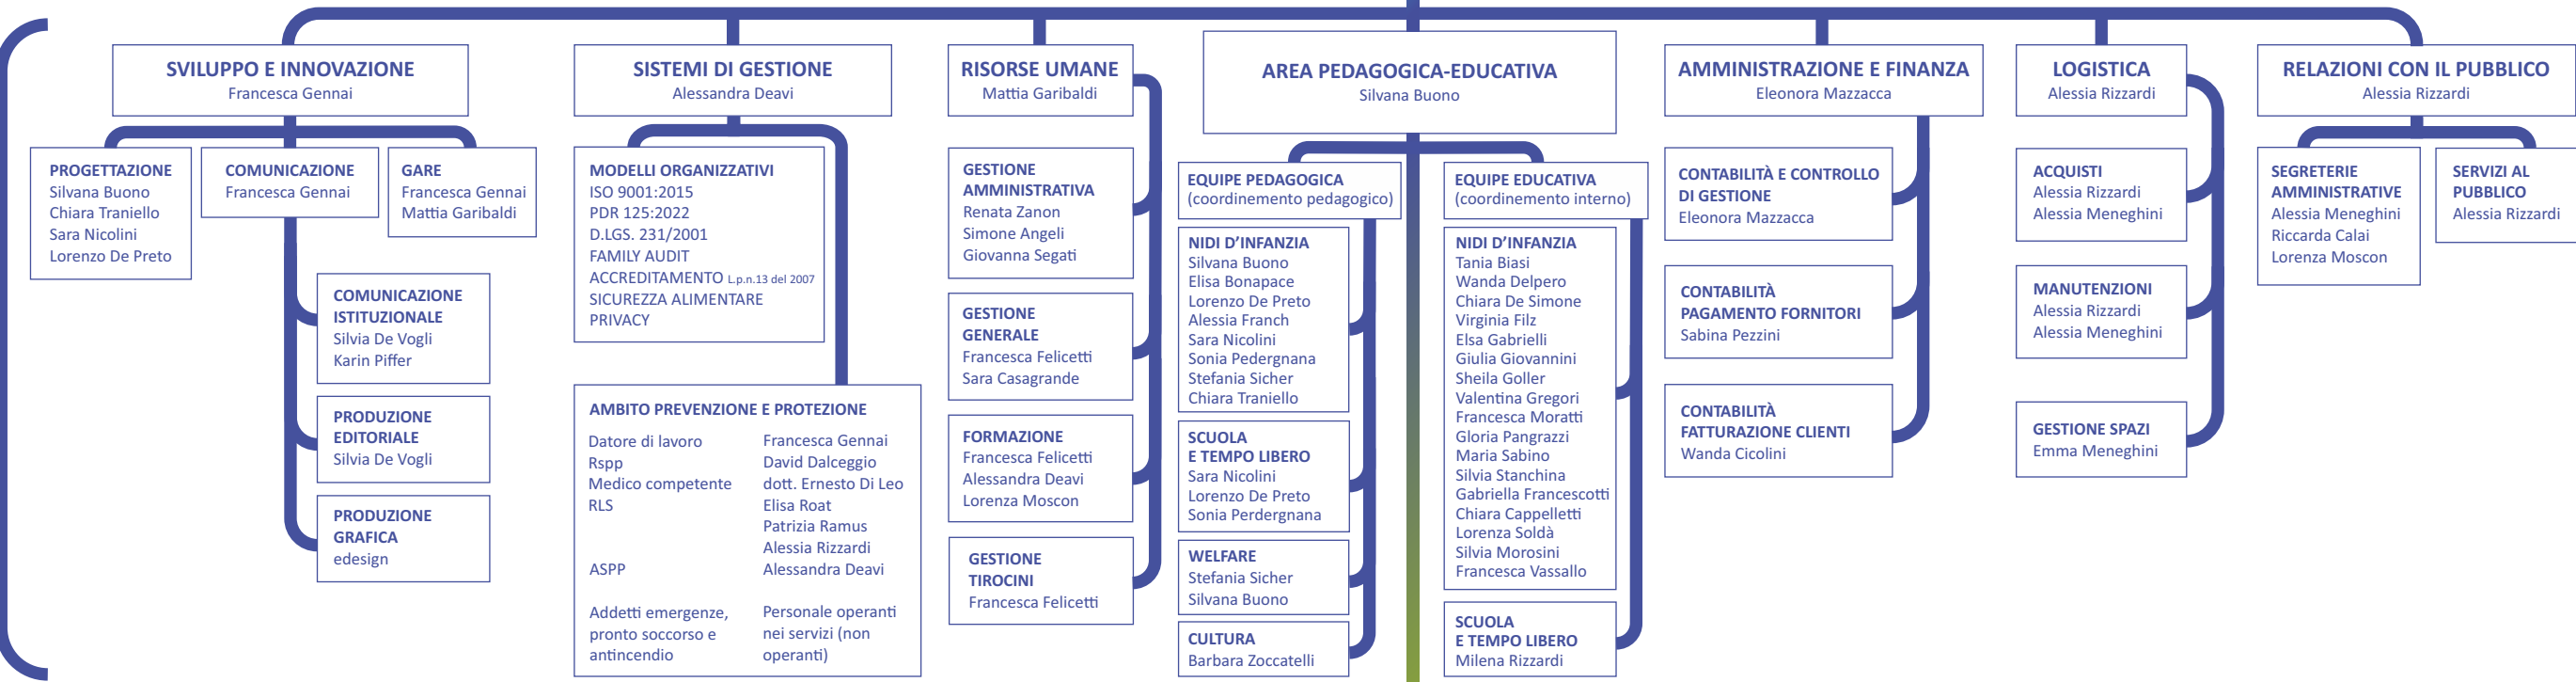 SVILUPPO E INNOVAZIONE
Francesca Gennai
PROGETTAZIONE
Silvana Buono
Chiara Traniello
Sara Nicolini
Lorenzo De Preto
COMUNICAZIONE
Francesca Gennai
GARE
Francesca Gennai
Mattia Garibaldi
COMUNICAZIONE
ISTITUZIONALE
Silvia De Vogli
Karin Piffer
PRODUZIONE
EDITORIALE
Silvia De Vogli
PRODUZIONE
GRAFICA
edesign
SISTEMI DI GESTIONE
Alessandra Deavi
MODELLI ORGANIZZATIVI
ISO 9001:2015
PDR 125:2022
D.LGS. 231/2001
FAMILY AUDIT
ACCREDITAMENTO L.p.n.13 del 2007
SICUREZZA ALIMENTARE
PRIVACY
AMBITO PREVENZIONE E PROTEZIONE
Datore di lavoro Francesca Gennai
Rspp David Dalceggio
Medico competente dott. Ernesto Di Leo
RLS Elisa Roat
Patrizia Ramus
Alessia Rizzardi
ASPP Alessandra Deavi
Addetti emergenze, Personale operanti
pronto soccorso e nei servizi (non
antincendio operanti)
RISORSE UMANE
Mattia Garibaldi
GESTIONE
AMMINISTRATIVA
Renata Zanon
Simone Angeli
Giovanna Segati
GESTIONE
GENERALE
Francesca Felicetti
Sara Casagrande
FORMAZIONE
Francesca Felicetti
Alessandra Deavi
Lorenza Moscon
GESTIONE
TIROCINI
Francesca Felicetti
AREA PEDAGOGICA-EDUCATIVA
Silvana Buono
EQUIPE PEDAGOGICA
(coordinemento pedagogico)
NIDI D'INFANZIA
Silvana Buono
Elisa Bonapace
Lorenzo De Preto
Alessia Franch
Sara Nicolini
Sonia Pedergnana
Stefania Sicher
Chiara Traniello
SCUOLA
E TEMPO LIBERO
Sara Nicolini
Lorenzo De Preto
Sonia Perdergnana
WELFARE
Stefania Sicher
Silvana Buono
CULTURA
Barbara Zoccatelli
EQUIPE EDUCATIVA
(coordinemento interno)
NIDI D'INFANZIA
Tania Biasi
Wanda Delpero
Chiara De Simone
Virginia Filz
Elsa Gabrielli
Giulia Giovannini
Sheila Goller
Valentina Gregori
Francesca Moratti
Gloria Pangrazzi
Maria Sabino
Silvia Stanchina
Gabriella Francescotti
Chiara Cappelletti
Lorenza Soldà
Silvia Morosini
Francesca Vassallo
SCUOLA
E TEMPO LIBERO
Milena Rizzardi
AMMINISTRAZIONE E FINANZA
Eleonora Mazzacca
CONTABILITÀ E CONTROLLO
DI GESTIONE
Eleonora Mazzacca
CONTABILITÀ
PAGAMENTO FORNITORI
Sabina Pezzini
CONTABILITÀ
FATTURAZIONE CLIENTI
Wanda Cicolini
LOGISTICA
Alessia Rizzardi
ACQUISTI
Alessia Rizzardi
Alessia Meneghini
MANUTENZIONI
Alessia Rizzardi
Alessia Meneghini
GESTIONE SPAZI
Emma Meneghini
RELAZIONI CON IL PUBBLICO
Alessia Rizzardi
SEGRETERIE
AMMINISTRATIVE
Alessia Meneghini
Riccarda Calai
Lorenza Moscon
SERVIZI AL
PUBBLICO
Alessia Rizzardi